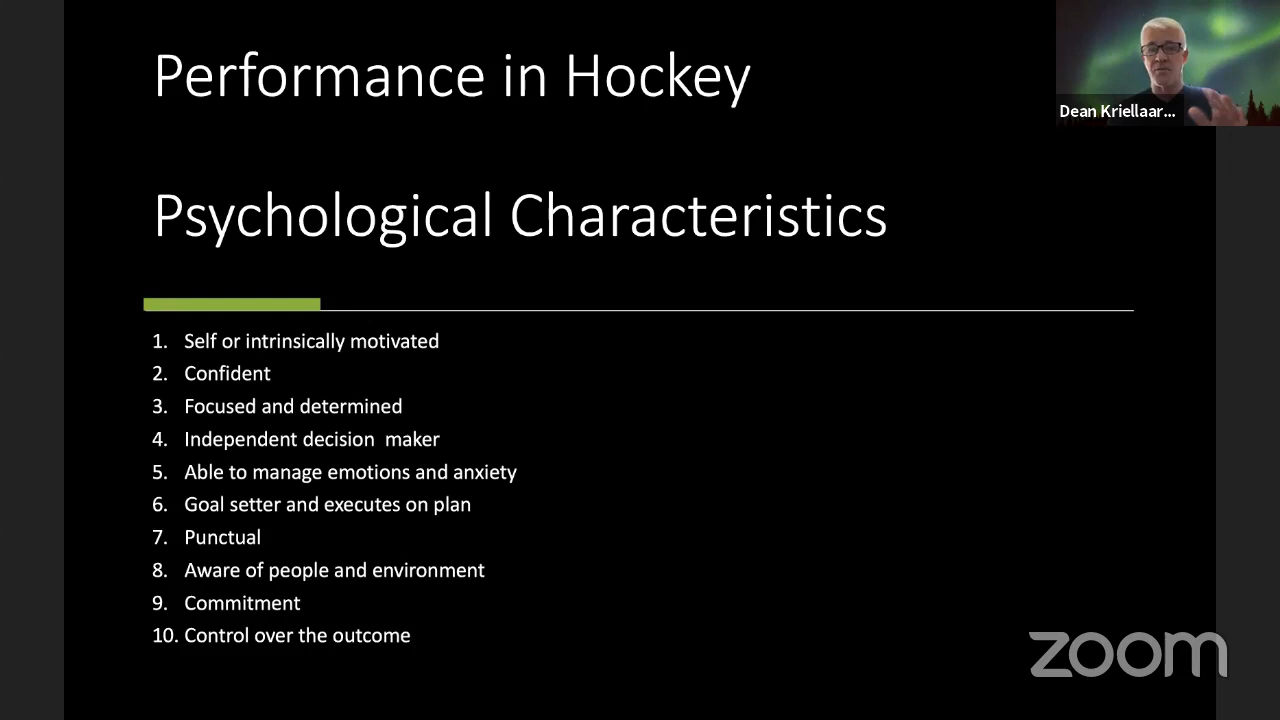 Performance in Hockey
Dean Kriellaar...
Psychological Characteristics
1. Self or intrinsically motivated
2. Confident
3. Focused and determined
4. Independent decision  maker
5. Able to manage emotions and anxiety
6. Goal setter and executes on plan
7. Punctual
8. Aware of people and environment
9. Commitment
10. Control over the outcome
zoom